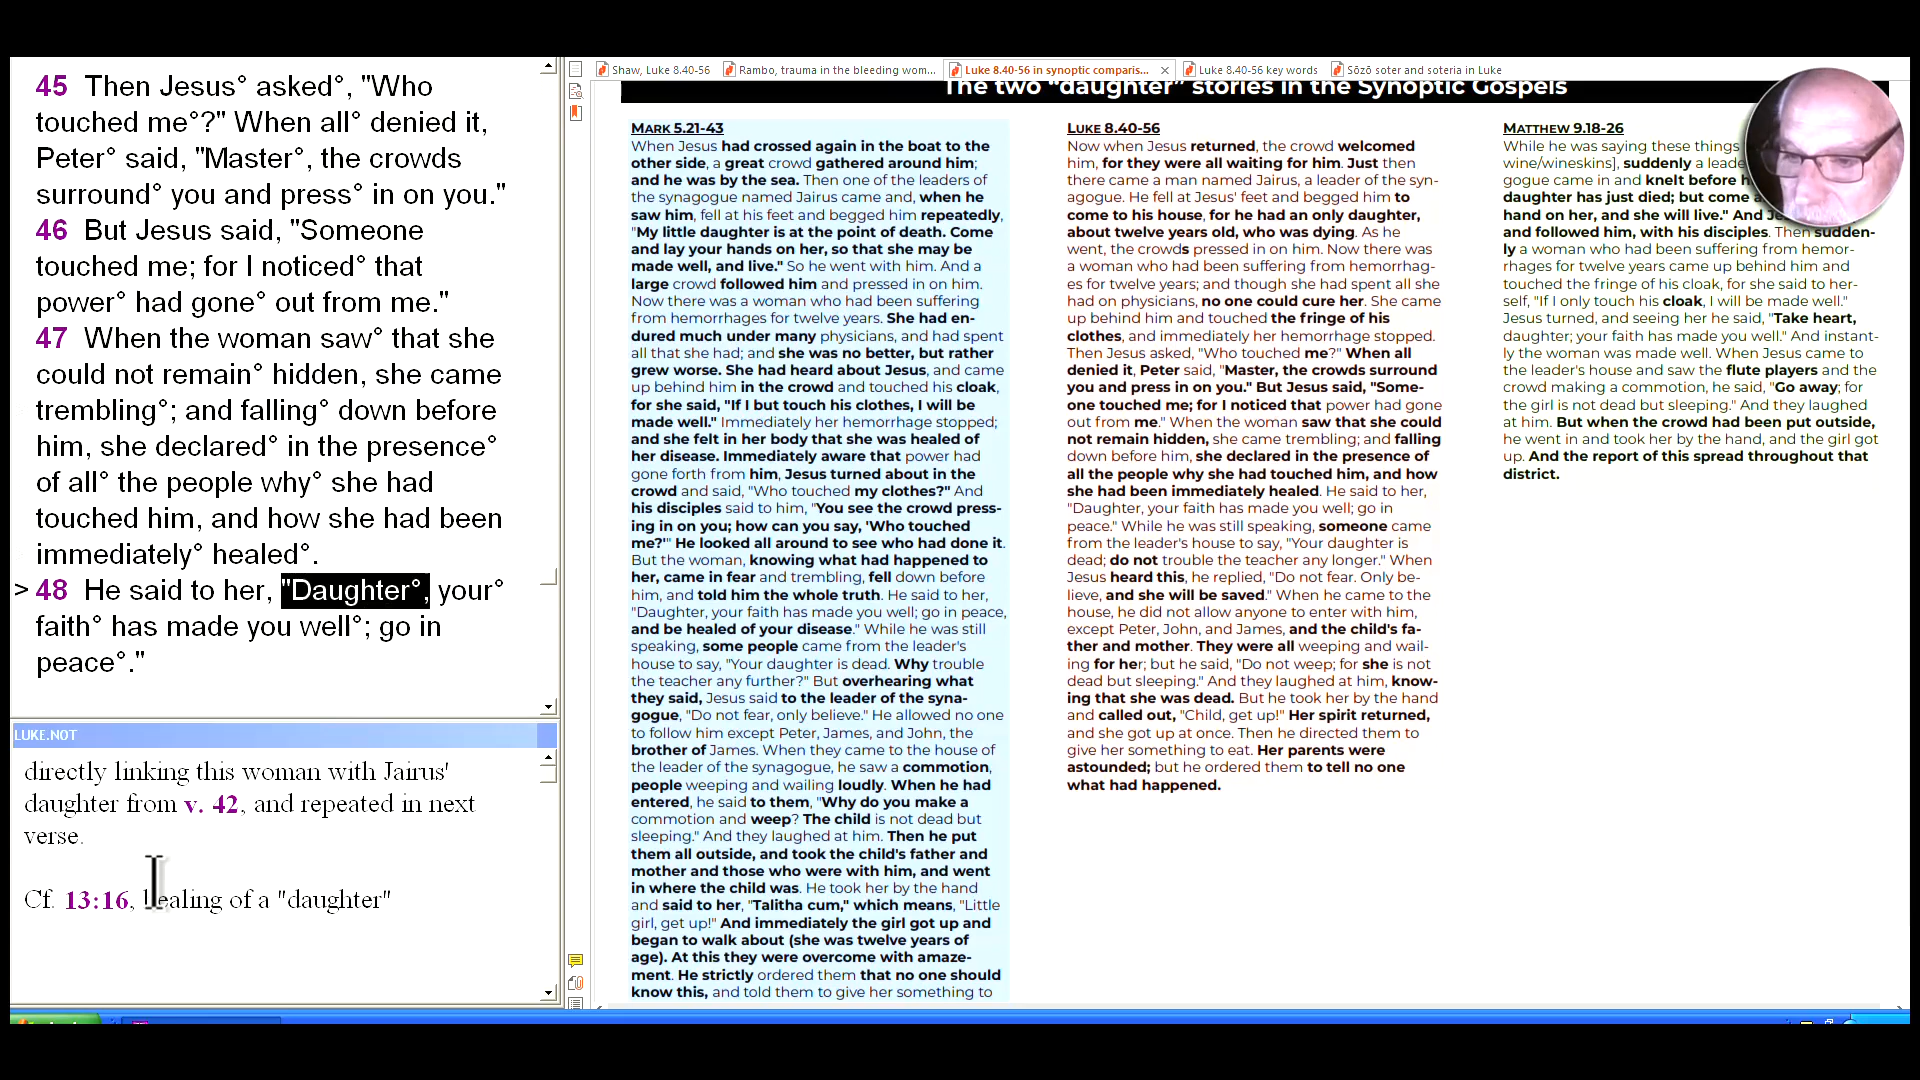 45 Then Jesus° asked°, "Who
touched me°?" When all° denied it,
Peter° said, "Master°, the crowds
surround° you and press° in on you."
46 But Jesus said, "Someone
touched me; for I noticed° that
power° had gone° out from me."
47 When the woman saw° that she
could not remain° hidden, she came
trembling°; and falling° down before
him, she declared° in the presence°
of all° the people why° she had
touched him, and how she had been
immediately° healed°.
> 48 He said to her, "Daughter°, your°
faith° has made you well°; go in
peace°."
LUKE.NOT
directly linking this woman with Jairus'
daughter from v. 42, and repeated in next
verse.
Cf. 13:16, healing of a "daughter"
Shaw, Luke 8.40-56
Rambo, trauma in the bleeding wom...
Luke 8.40-56 in synoptic comparis...
Luke 8.40-56 key words
Sōzō soter and soteria in Luke
The two "daughter" stories in the Synoptic Gospels
MARK 5.21-43
When Jesus had crossed again in the boat to the
other side, a great crowd gathered around him;
and he was by the sea. Then one of the leaders of
the synagogue named Jairus came and, when he
saw him, fell at his feet and begged him repeatedly,
"My little daughter is at the point of death. Come
and lay your hands on her, so that she may be
made well, and live." So he went with him. And a
large crowd followed him and pressed in on him.
Now there was a woman who had been suffering
from hemorrhages for twelve years. She had en-
dured much under many physicians, and had spent
all that she had; and she was no better, but rather
grew worse. She had heard about Jesus, and came
up behind him in the crowd and touched his cloak,
for she said, "If I but touch his clothes, I will be
made well." Immediately her hemorrhage stopped;
and she felt in her body that she was healed of
her disease. Immediately aware that power had
gone forth from him, Jesus turned about in the
crowd and said, "Who touched my clothes?" And
his disciples said to him, "You see the crowd press-
ing in on you; how can you say, 'Who touched
me?'" He looked all around to see who had done it.
But the woman, knowing what had happened to
her, came in fear and trembling, fell down before
him, and told him the whole truth. He said to her,
"Daughter, your faith has made you well; go in peace,
and be healed of your disease." While he was still
speaking, some people came from the leader's
house to say, "Your daughter is dead. Why trouble
the teacher any further?" But overhearing what
they said, Jesus said to the leader of the syna-
gogue, "Do not fear, only believe." He allowed no one
to follow him except Peter, James, and John, the
brother of James. When they came to the house of
the leader of the synagogue, he saw a commotion,
people weeping and wailing loudly. When he had
entered, he said to them, "Why do you make a
commotion and weep? The child is not dead but
sleeping." And they laughed at him. Then he put
them all outside, and took the child's father and
mother and those who were with him, and went
in where the child was. He took her by the hand
and said to her, "Talitha cum," which means, "Little
girl, get up!" And immediately the girl got up and
began to walk about (she was twelve years of
age). At this they were overcome with amaze-
ment. He strictly ordered them that no one should
know this, and told them to give her something to
LUKE 8.40-56
Now when Jesus returned, the crowd welcomed
him, for they were all waiting for him. Just then
there came a man named Jairus, a leader of the syn-
agogue. He fell at Jesus' feet and begged him to
come to his house, for he had an only daughter,
about twelve years old, who was dying. As he
went, the crowds pressed in on him. Now there was
a woman who had been suffering from hemorrhag-
es for twelve years; and though she had spent all she
had on physicians, no one could cure her. She came
up behind him and touched the fringe of his
clothes, and immediately her hemorrhage stopped.
Then Jesus asked, "Who touched me?" When all
denied it, Peter said, "Master, the crowds surround
you and press in on you." But Jesus said, "Some-
one touched me; for I noticed that power had gone
out from me." When the woman saw that she could
not remain hidden, she came trembling; and falling
down before him, she declared in the presence of
all the people why she had touched him, and how
she had been immediately healed. He said to her,
"Daughter, your faith has made you well; go in
peace." While he was still speaking, someone came
from the leader's house to say, "Your daughter is
dead; do not trouble the teacher any longer." When
Jesus heard this, he replied, "Do not fear. Only be-
lieve, and she will be saved." When he came to the
house, he did not allow anyone to enter with him,
except Peter, John, and James, and the child's fa-
ther and mother. They were all weeping and wail-
ing for her; but he said, "Do not weep; for she is not
dead but sleeping." And they laughed at him, know-
ing that she was dead. But he took her by the hand
and called out, "Child, get up!" Her spirit returned,
and she got up at once. Then he directed them to
give her something to eat. Her parents were
astounded; but he ordered them to tell no one
what had happened.
MATTHEW 9.18-26
While he was saying these things
wine/wineskins], suddenly a leade
gogue came in and knelt before h
daughter has just died; but come a
hand on her, and she will live." And Je
and followed him, with his disciples. Then sudden-
ly a woman who had been suffering from hemor-
rhages for twelve years came up behind him and
touched the fringe of his cloak, for she said to her-
self, "If I only touch his cloak, I will be made well."
Jesus turned, and seeing her he said, "Take heart,
daughter; your faith has made you well." And instant-
ly the woman was made well. When Jesus came to
the leader's house and saw the flute players and the
crowd making a commotion, he said, "Go away; for
the girl is not dead but sleeping." And they laughed
at him. But when the crowd had been put outside,
he went in and took her by the hand, and the girl got
up. And the report of this spread throughout that
district.